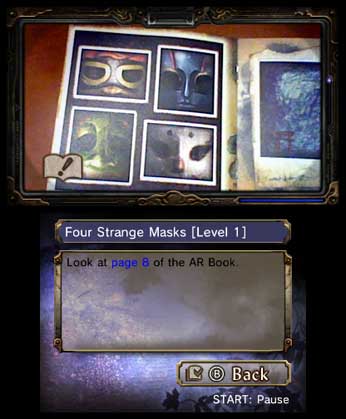 Four Strange Masks [Level 1]
Look at page 8 of the AR Book.
B Back
START: Pause